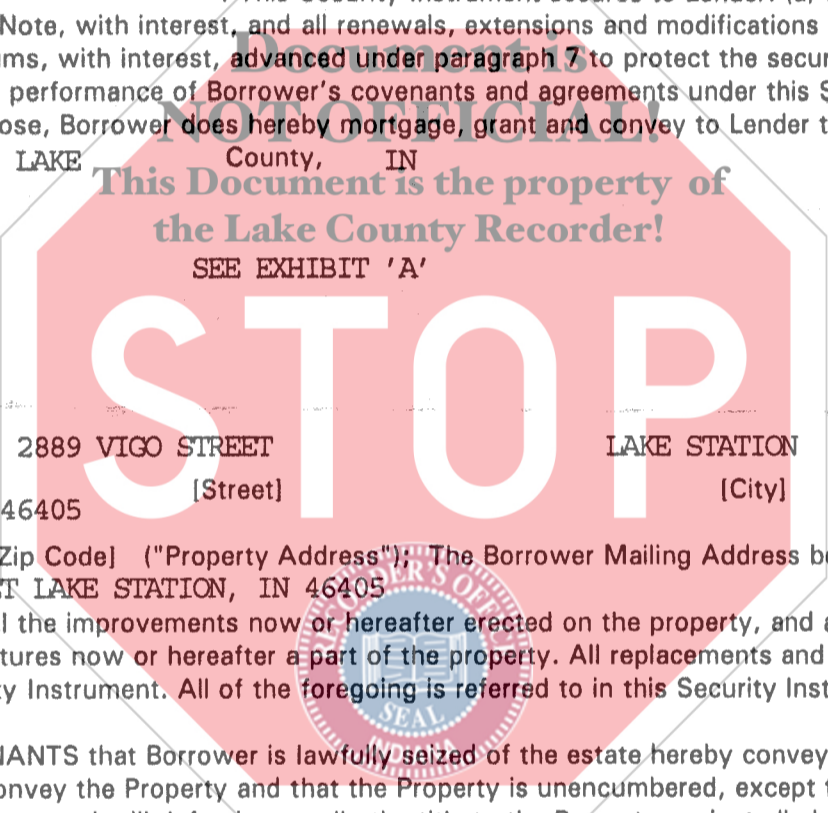 Note, with interest, and all renewals, extensions and modifications
ms, with interest, advanced under paragraph 7 to protect the secur
Document is
performance of Borrower's covenants and agreements under this S
NOT OFFICIAL!
ose, Borrower does hereby mortgage, grant and convey to Lender t
LAKE County, IN
This Document is the property of
the Lake County Recorder!
SEE EXHIBIT 'A'
STOP
2889 VIGO STREET LAKE STATION
[Street] [City]
46405
Zip Code] ("Property Address"); The Borrower Mailing Address be
T LAKE STATION, IN 46405
RECORDER'S OFFICE
l the improvements now or hereafter erected on the property, and a
tures now or hereafter a part of the property. All replacements and
ty Instrument. All of the foregoing is referred to in this Security Inst
SEAL
INDIANA
NANTS that Borrower is lawfully seized of the estate hereby convey
onvey the Property and that the Property is unencumbered, except f